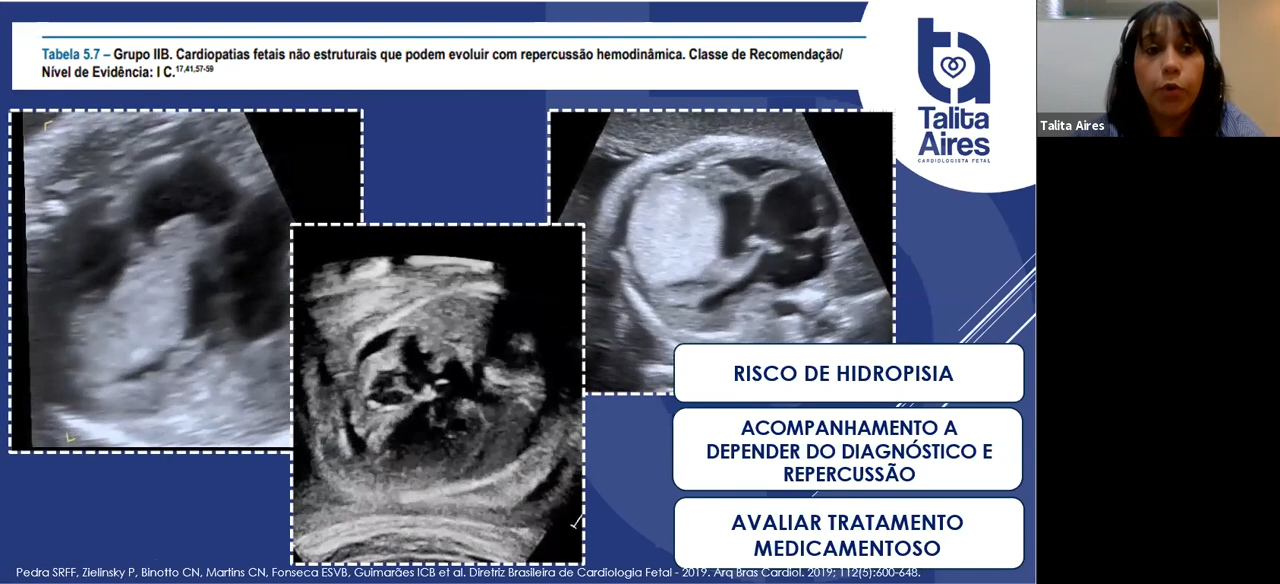 Tabela 5.7 – Grupo IIB. Cardiopatias fetais não estruturais que podem evoluir com repercussão hemodinâmica. Classe de Recomendação/
Nível de Evidência: I C.17,41,57-59
ta
Talita
Aires
CARDIOLOGISTA FETAL
Talita Aires
RISCO DE HIDROPISIA
ACOMPANHAMENTO A
DEPENDER DO DIAGNÓSTICO E
REPERCUSSÃO
AVALIAR TRATAMENTO
MEDICAMENTOSO
Pedra SRFF, Zielinsky P, Binotto CN, Martins CN, Fonseca ESVB, Guimarães ICB et al. Diretriz Brasileira de Cardiologia Fetal - 2019. Arq Bras Cardiol. 2019; 112(5):600-648.